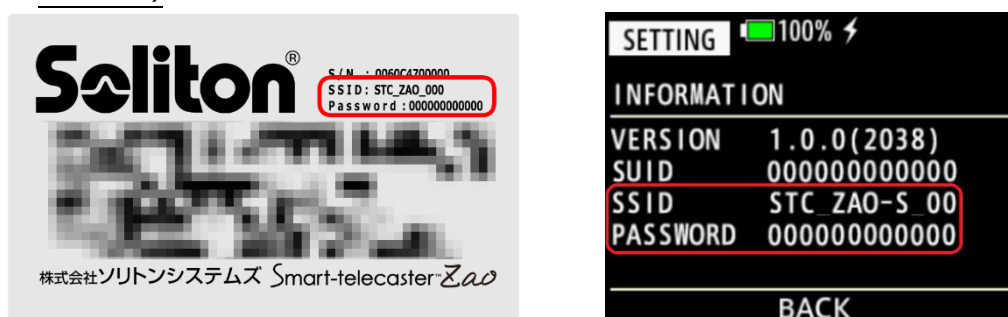 Soliton®
S/N : 0060C4700000
SSID: STC_ZAO_000
Password :000000000000
株式会社ソリトンシステムズ Smart-telecaster™ Zao
SETTING 100%
INFORMATION
VERSION 1.0.0(2038)
SUID 000000000000
SSID STC_ZAO-S_00
PASSWORD 000000000000
BACK